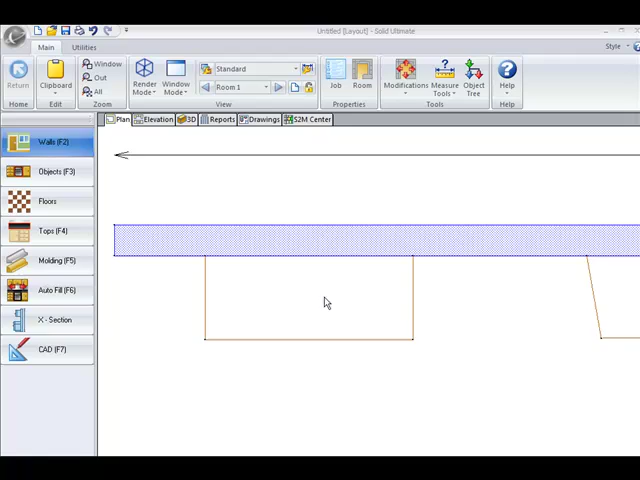 Untitled [Layout] - Solid Ultimate
Main Utilities Style
Return Clipboard Window Out All Render Mode Window Mode Standard Room 1 Job Room Modifications Measure Tools Object Tree Help
Home Edit Zoom View Properties Tools Help
Plan Elevation 3D Reports Drawings S2M Center
Walls (F2)
Objects (F3)
Floors
Tops (F4)
Molding (F5)
Auto Fill (F6)
X - Section
CAD (F7)